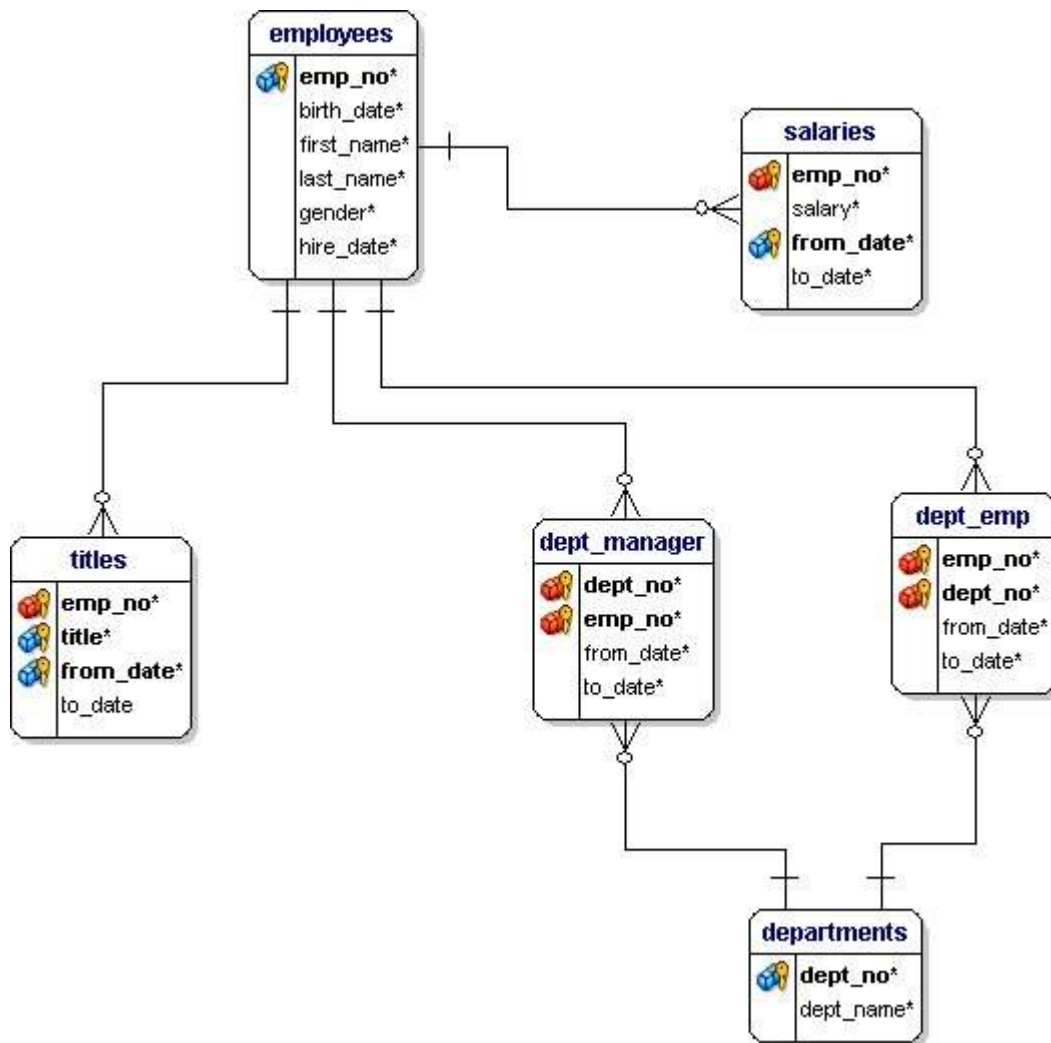 employees
emp_no*
birth_date*
first_name*
last_name*
gender*
hire_date*
salaries
emp_no*
salary*
from_date*
to_date*
titles
emp_no*
title*
from_date*
to_date
dept_manager
dept_no*
emp_no*
from_date*
to_date*
dept_emp
emp_no*
dept_no*
from_date*
to_date*
departments
dept_no*
dept_name*